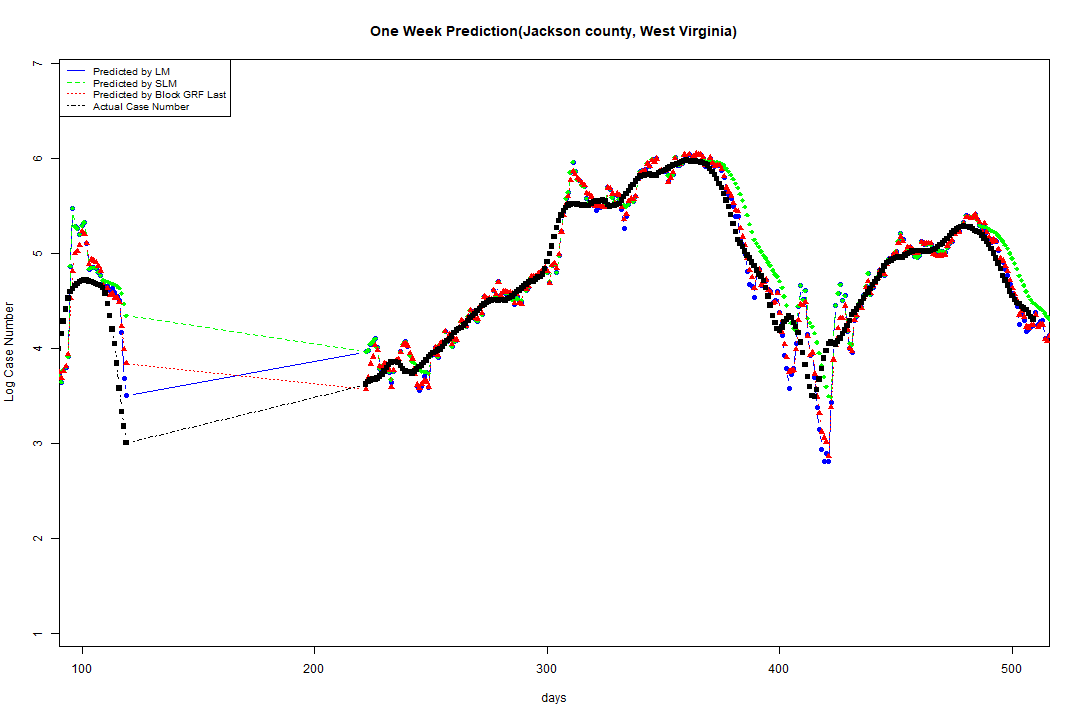 One Week Prediction(Jackson county, West Virginia)
Predicted by LM
Predicted by SLM
Predicted by Block GRF Last
Actual Case Number
7
6
5
4
3
2
1
Log Case Number
100 200 300 400 500
days